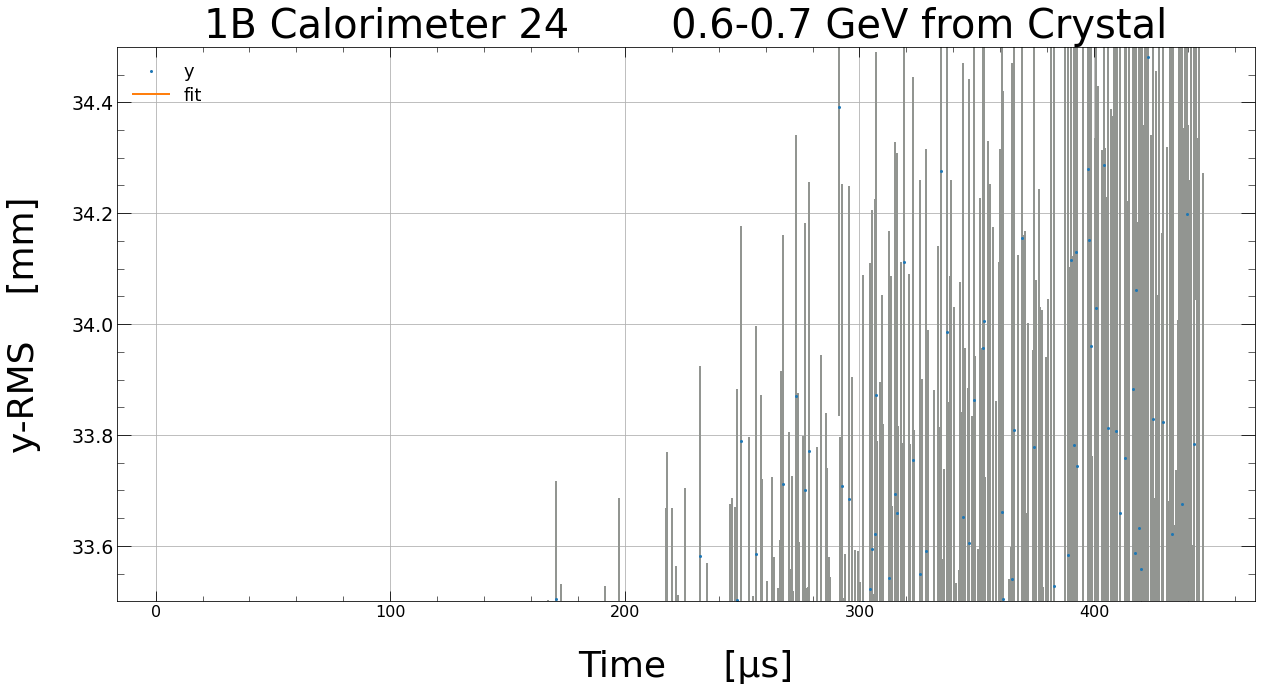 1B Calorimeter 24 0.6-0.7 GeV from Crystal
y
fit
34.4
34.2
34.0
33.8
33.6
y-RMS [mm]
0 100 200 300 400
Time [µs]